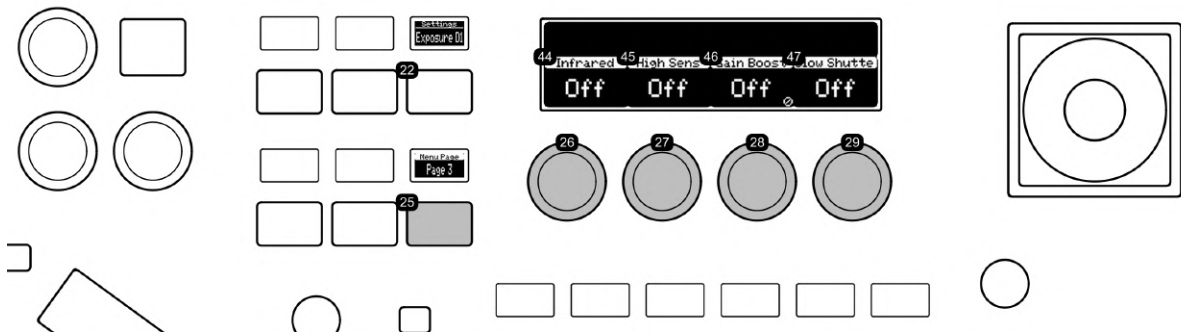 Settings
Exposure 01
22
44 45 46 47
Infrared High Sens Gain Boost Slow Shutte
Off Off Off Off
26 27 28 29
Menu Page
Page 3
25